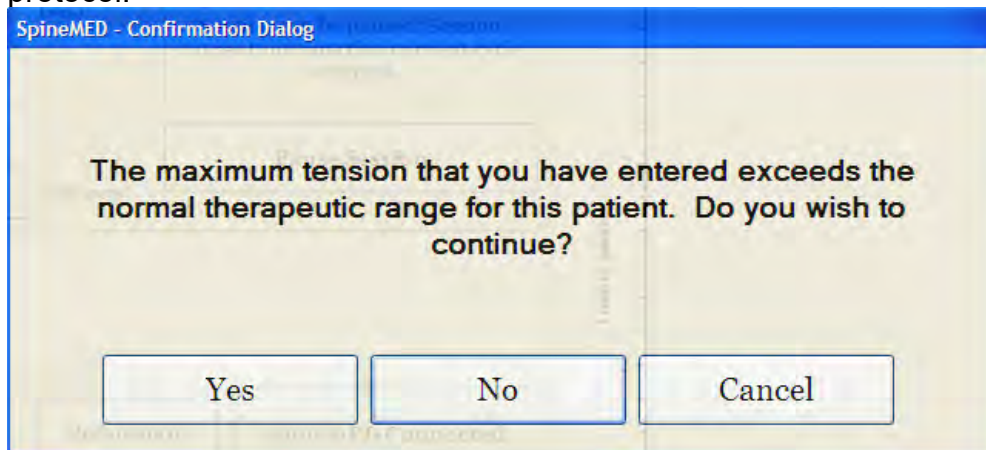 protocol.
SpineMED - Confirmation Dialog
The maximum tension that you have entered exceeds the
normal therapeutic range for this patient.  Do you wish to
continue?
Yes
No
Cancel